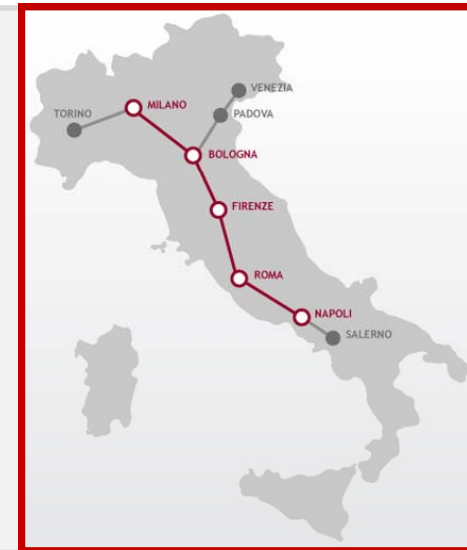 VENEZIA
MILANO
TORINO
PADOVA
BOLOGNA
FIRENZE
ROMA
NAPOLI
SALERNO